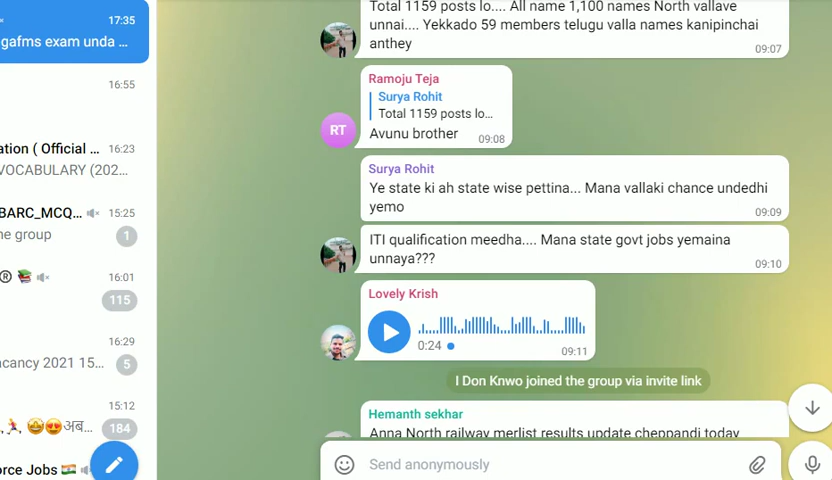 17:35
gafms exam unda ...
16:55
16:23
ation ( Official ...
VOCABULARY (202...
BARC_MCQ...
15:25
he group
1
16:01
®
115
16:29
acancy 2021 15...
5
15:12
अब...
184
orce Jobs
Total 1159 posts lo.... All name 1,100 names North vallave
unnai.... Yekkado 59 members telugu valla names kanipinchai
anthey
09:07
Ramoju Teja
Surya Rohit
Total 1159 posts lo...
RT
Avunu brother
09:08
Surya Rohit
Ye state ki ah state wise pettina... Mana vallaki chance undedhi
yemo
09:09
ITI qualification meedha.... Mana state govt jobs yemaina
unnaya???
09:10
Lovely Krish
0:24
09:11
I Don Knwo joined the group via invite link
Hemanth sekhar
Anna North railway merlist results update cheppandi today
Send anonymously